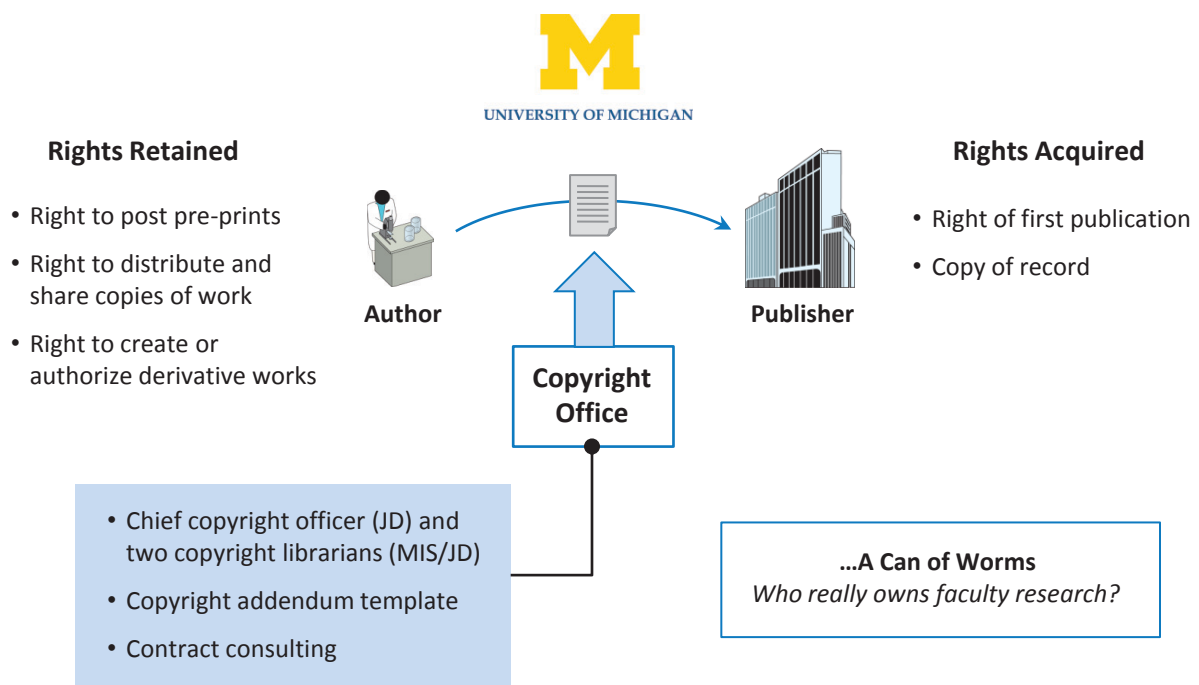 M
UNIVERSITY OF MICHIGAN
Rights Retained
• Right to post pre-prints
• Right to distribute and
share copies of work
• Right to create or
authorize derivative works
Author
Publisher
Rights Acquired
• Right of first publication
• Copy of record
Copyright
Office
• Chief copyright officer (JD) and
two copyright librarians (MIS/JD)
• Copyright addendum template
• Contract consulting
...A Can of Worms
Who really owns faculty research?